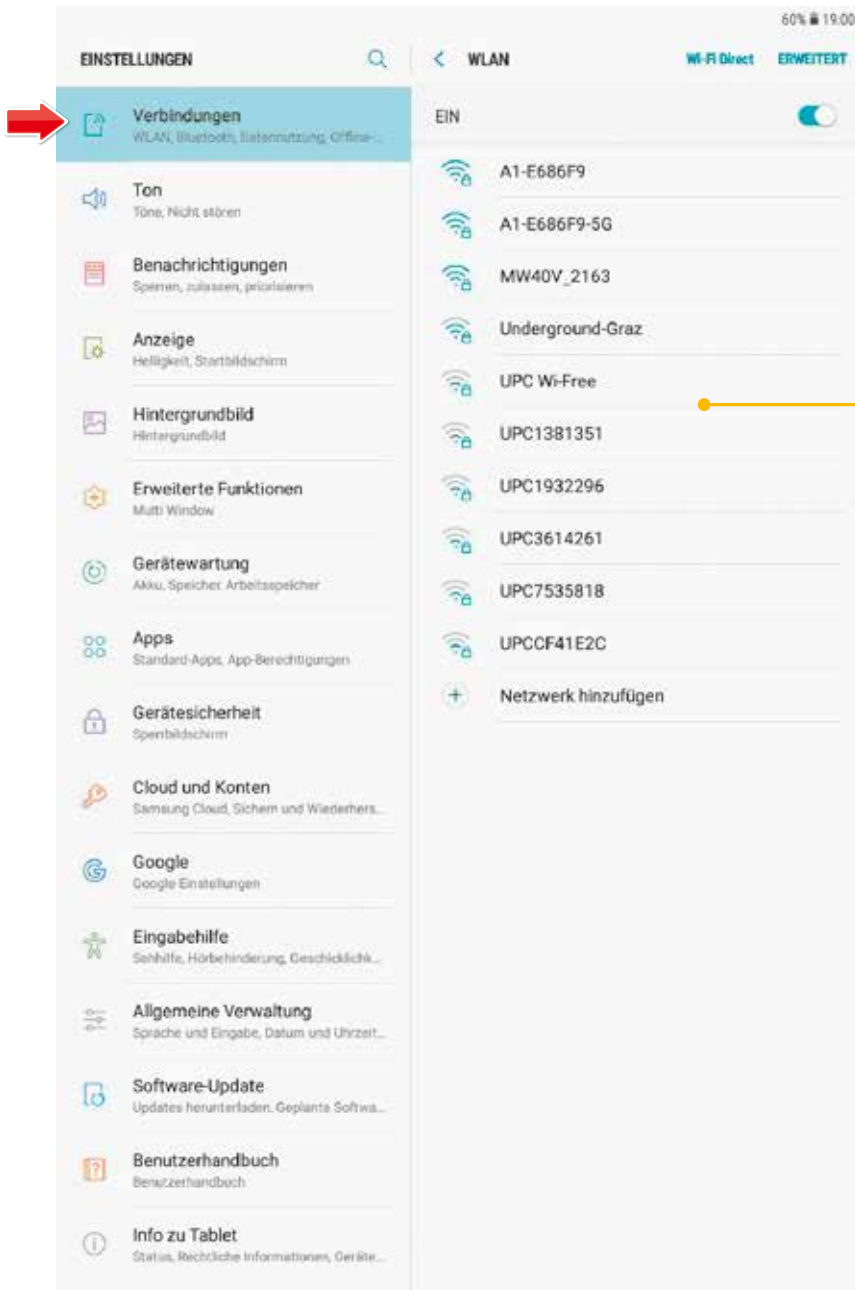 60% 19:00
EINSTELLUNGEN
Verbindungen
WLAN, Bluetooth, Datennutzung, Offline-...
Ton
Töne, Nicht stören
Benachrichtigungen
Sperren, zulassen, priorisieren
Anzeige
Helligkeit, Startbildschirm
Hintergrundbild
Hintergrundbild
Erweiterte Funktionen
Multi Window
Gerätewartung
Akku, Speicher, Arbeitsspeicher
Apps
Standard-Apps, App-Berechtigungen
Gerätesicherheit
Sperrbildschirm
Cloud und Konten
Samsung Cloud, Sichern und Wiederhers...
Google
Google Einstellungen
Eingabehilfe
Sehhilfe, Hörbehinderung, Geschicklichk...
Allgemeine Verwaltung
Sprache und Eingabe, Datum und Uhrzeit...
Software-Update
Updates herunterladen, Geplante Softwa...
Benutzerhandbuch
Benutzerhandbuch
Info zu Tablet
Status, Rechtliche Informationen, Geräte...
WLAN
Wi-Fi Direct ERWEITERT
EIN
A1-E686F9
A1-E686F9-5G
MW40V_2163
Underground-Graz
UPC Wi-Free
UPC1381351
UPC1932296
UPC3614261
UPC7535818
UPCCF41E2C
Netzwerk hinzufügen